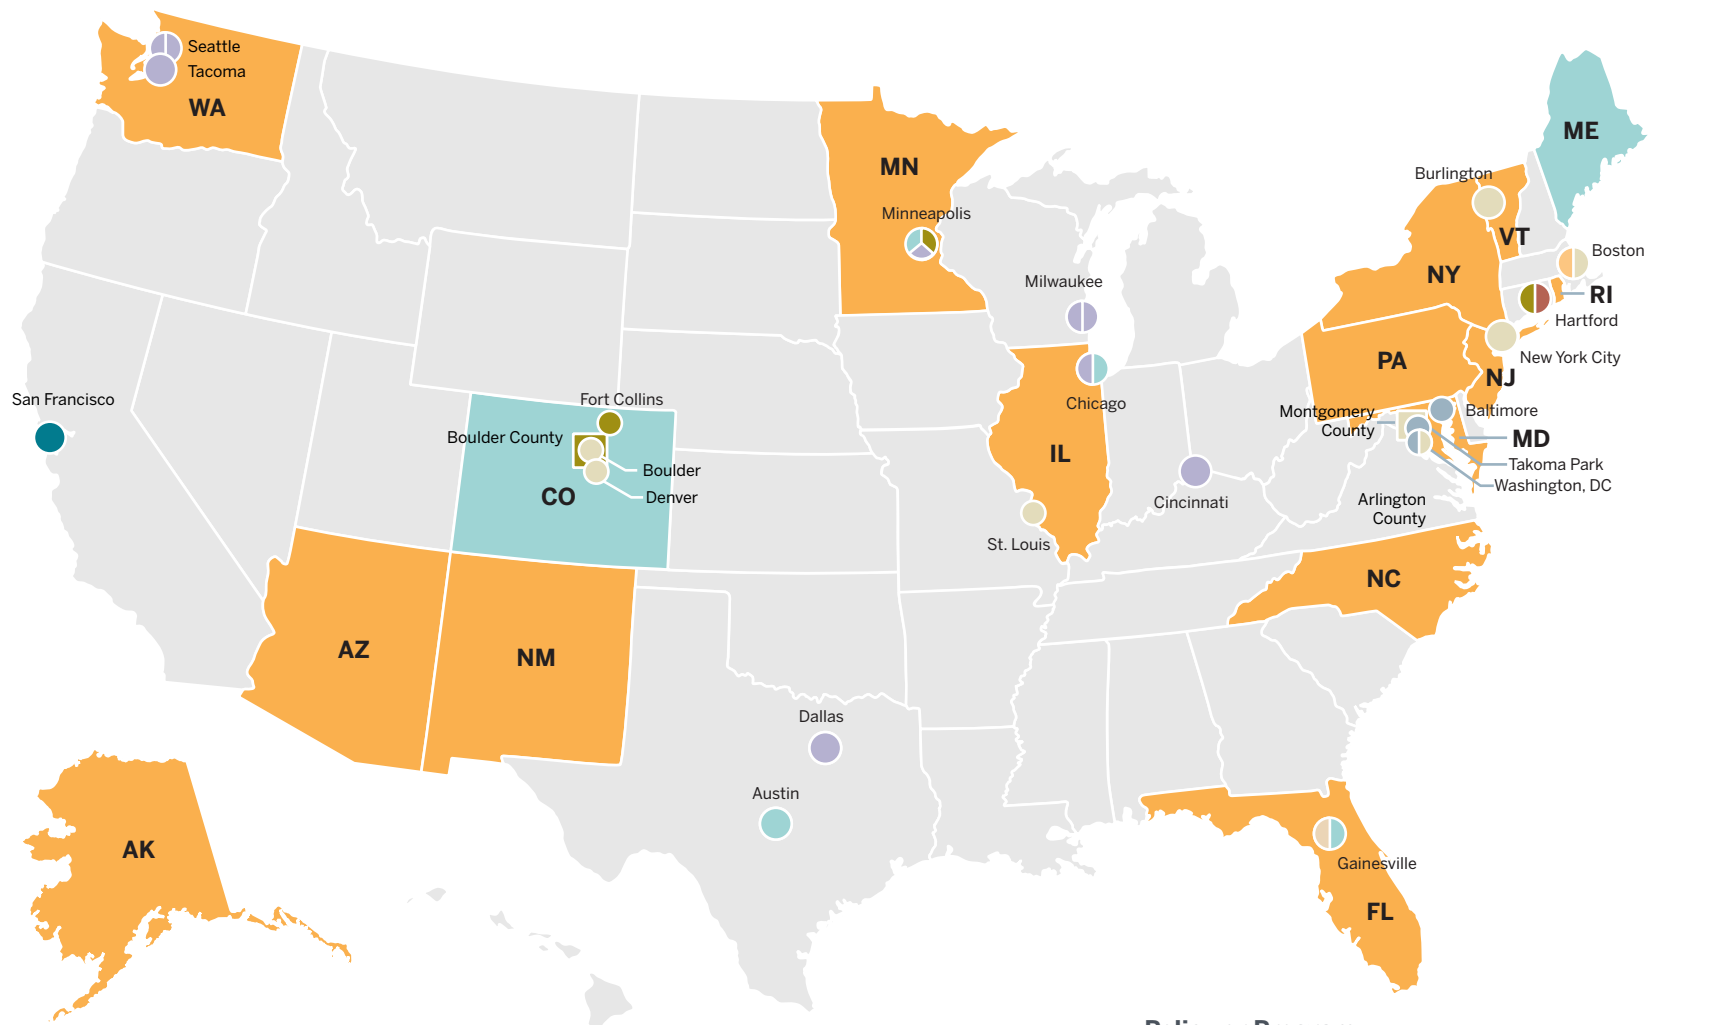 Seattle
Tacoma
WA
ME
MN
Burlington
Minneapolis
VT
Boston
NY
Milwaukee
RI
Hartford
New York City
PA
NJ
San Francisco
Fort Collins
Chicago
Montgomery
County
Baltimore
Boulder County
MD
IL
Boulder
Takoma Park
CO
Denver
Cincinnati
Washington, DC
Arlington
County
St. Louis
NC
AZ
NM
Dallas
Austin
AK
Gainesville
FL